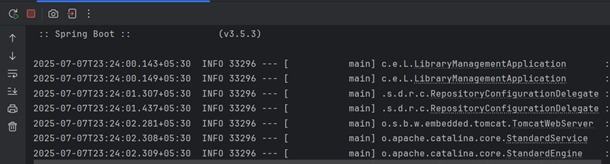 :: Spring Boot ::                (v3.5.3)
2025-07-07T23:24:00.143+05:30  INFO 33296 --- [           main] c.e.L.LibraryManagementApplication       :
2025-07-07T23:24:00.149+05:30  INFO 33296 --- [           main] c.e.L.LibraryManagementApplication       :
2025-07-07T23:24:01.307+05:30  INFO 33296 --- [           main] .s.d.r.c.RepositoryConfigurationDelegate :
2025-07-07T23:24:01.437+05:30  INFO 33296 --- [           main] .s.d.r.c.RepositoryConfigurationDelegate :
2025-07-07T23:24:02.281+05:30  INFO 33296 --- [           main] o.s.b.w.embedded.tomcat.TomcatWebServer  :
2025-07-07T23:24:02.308+05:30  INFO 33296 --- [           main] o.apache.catalina.core.StandardService   :
2025-07-07T23:24:02.309+05:30  INFO 33296 --- [           main] o.apache.catalina.core.StandardEngine    :